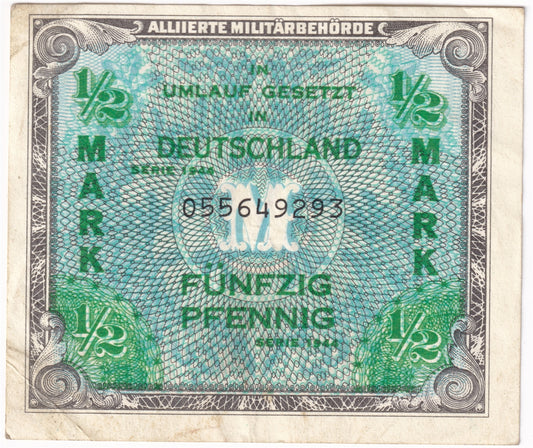 ALLIIERTE MILITÄRBEHÖRDE
½ ½
IN
UMLAUF GESETZT
IN
DEUTSCHLAND
SERIE 1944
M
055649293
MARK MARK
FÜNFZIG
PFENNIG
SERIE 1944
½ ½